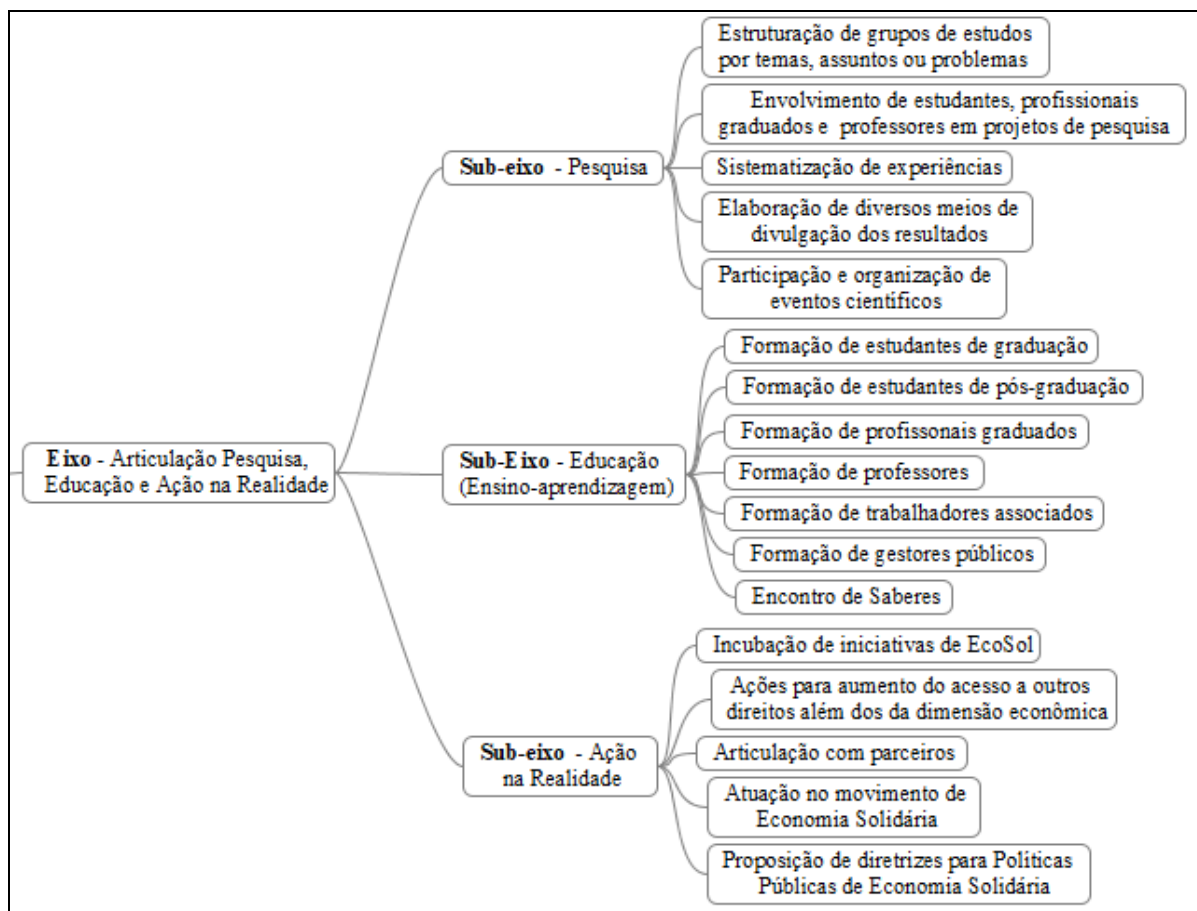 Estruturação de grupos de estudos
por temas, assuntos ou problemas
Envolvimento de estudantes, profissionais
graduados e professores em projetos de pesquisa
Sub-eixo - Pesquisa
Sistematização de experiências
Elaboração de diversos meios de
divulgação dos resultados
Participação e organização de
eventos científicos
Formação de estudantes de graduação
Formação de estudantes de pós-graduação
Formação de profissonais graduados
Eixo - Articulação Pesquisa,
Educação e Ação na Realidade
Sub-Eixo - Educação
(Ensino-aprendizagem)
Formação de professores
Formação de trabalhadores associados
Formação de gestores públicos
Encontro de Saberes
Incubação de iniciativas de EcoSol
Ações para aumento do acesso a outros
direitos além dos da dimensão econômica
Sub-eixo - Ação
na Realidade
Articulação com parceiros
Atuação no movimento de
Economia Solidária
Proposição de diretrizes para Políticas
Públicas de Economia Solidária